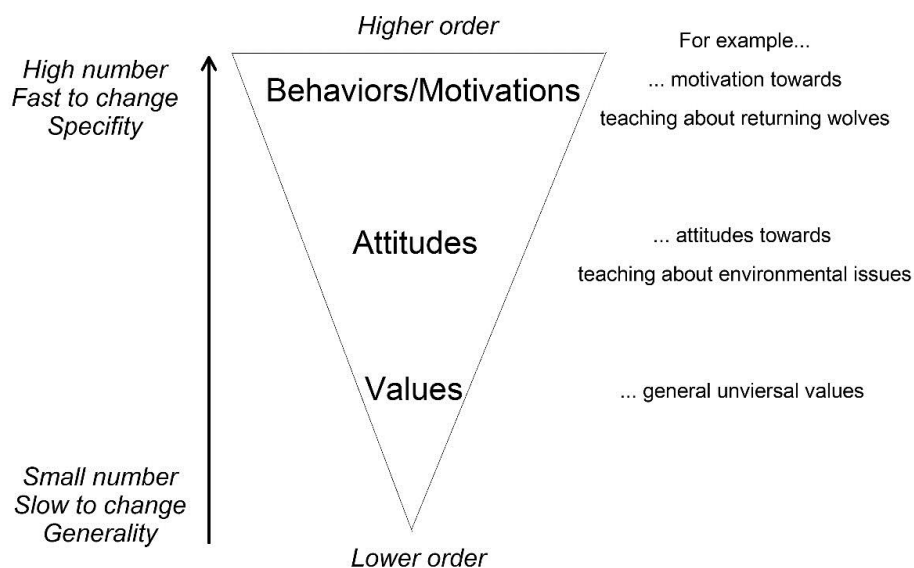 Higher order
High number
Fast to change
Specifity
Behaviors/Motivations
For example...
... motivation towards
teaching about returning wolves
Attitudes
... attitudes towards
teaching about environmental issues
Values
... general unviersal values
Small number
Slow to change
Generality
Lower order